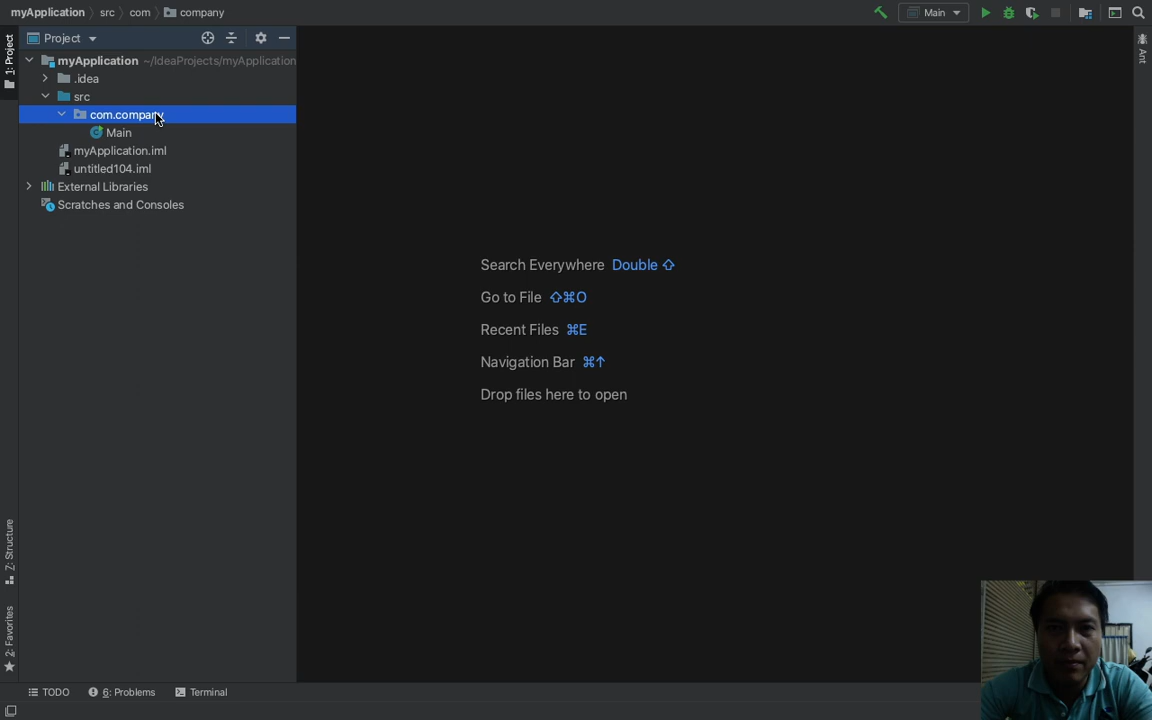 myApplication src com company
Main
1: Project
Project
myApplication ~/IdeaProjects/myApplication
.idea
src
com.company
Main
myApplication.iml
untitled104.iml
External Libraries
Scratches and Consoles
Ant
Search Everywhere Double ⇧
Go to File ⇧⌘O
Recent Files ⌘E
Navigation Bar ⌘↑
Drop files here to open
Z: Structure
2: Favorites
TODO
6: Problems
Terminal